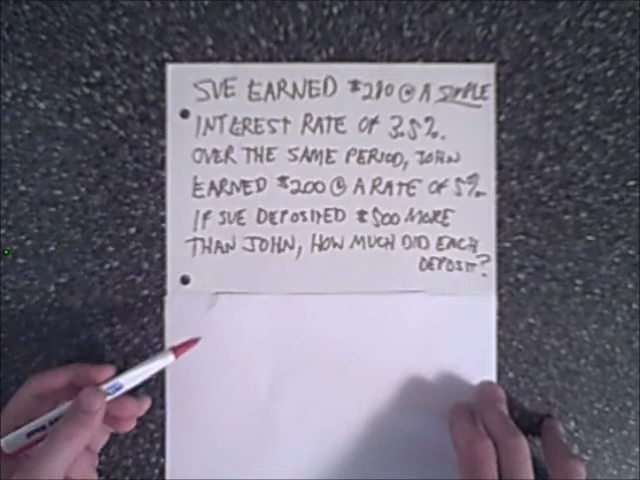 SUE EARNED $280 @ A SIMPLE
INTEREST RATE OF 3.5%.
OVER THE SAME PERIOD, JOHN
EARNED $200 @ A RATE OF 5%.
IF SUE DEPOSITED $500 MORE
THAN JOHN, HOW MUCH DID EACH
DEPOSIT?